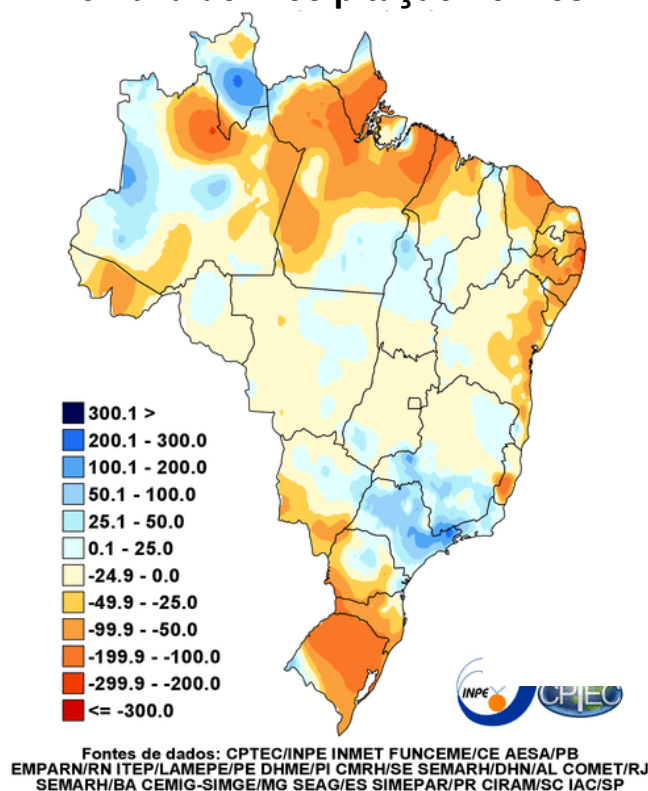 300.1 >
200.1 - 300.0
100.1 - 200.0
50.1 - 100.0
25.1 - 50.0
0.1 - 25.0
-24.9 - 0.0
-49.9 - -25.0
-99.9 - -50.0
-199.9 - -100.0
-299.9 - -200.0
<= -300.0
INPE
CPTEC
Fontes de dados: CPTEC/INPE INMET FUNCEME/CE AESA/PB
EMPARN/RN ITEP/LAMEPE/PE DHME/PI CMRH/SE SEMARH/DHN/AL COMET/RJ
SEMARH/BA CEMIG-SIMGE/MG SEAG/ES SIMEPAR/PR CIRAM/SC IAC/SP